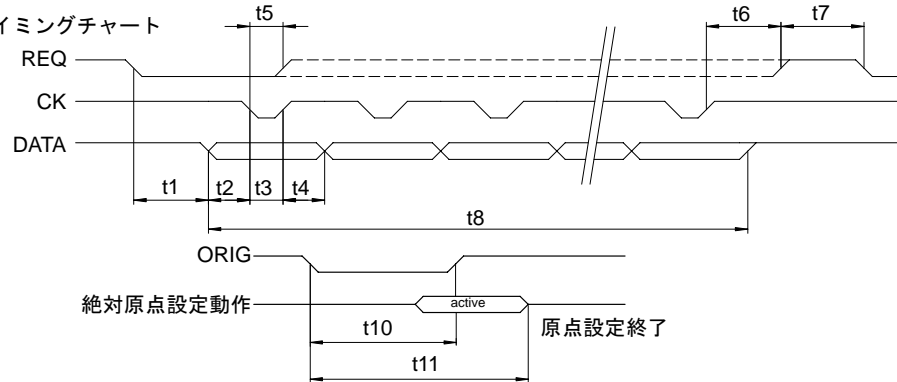 イミングチャート
t5
t6
t7
REQ
CK
DATA
t1
t2
t3
t4
t8
ORIG
絶対原点設定動作
active
原点設定終了
t10
t11